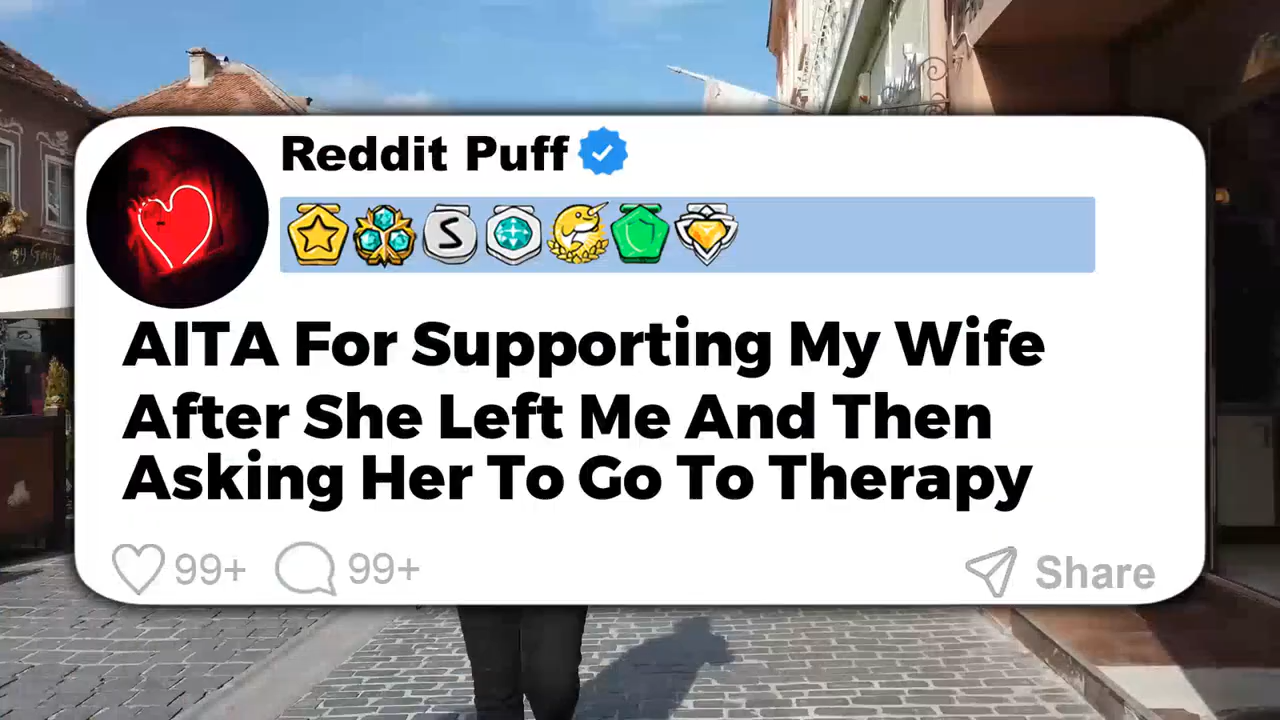 Reddit Puff
S
AITA For Supporting My Wife
After She Left Me And Then
Asking Her To Go To Therapy
99+ 99+ Share